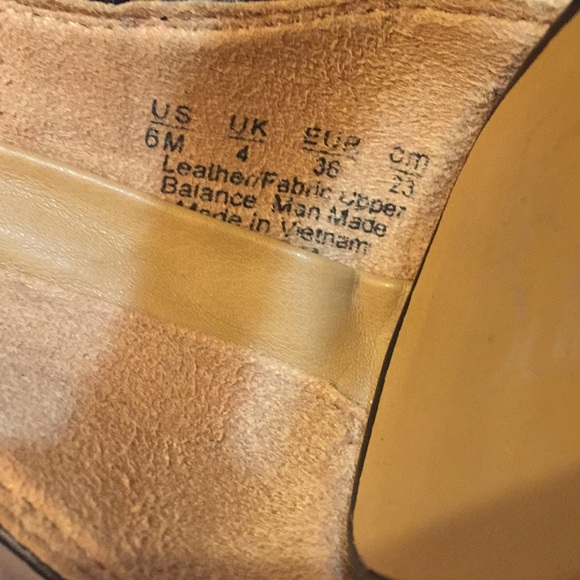 US UK EUR cm
6M 4 36 23
Leather/Fabric Upper
Balance Man Made
Made in Vietnam